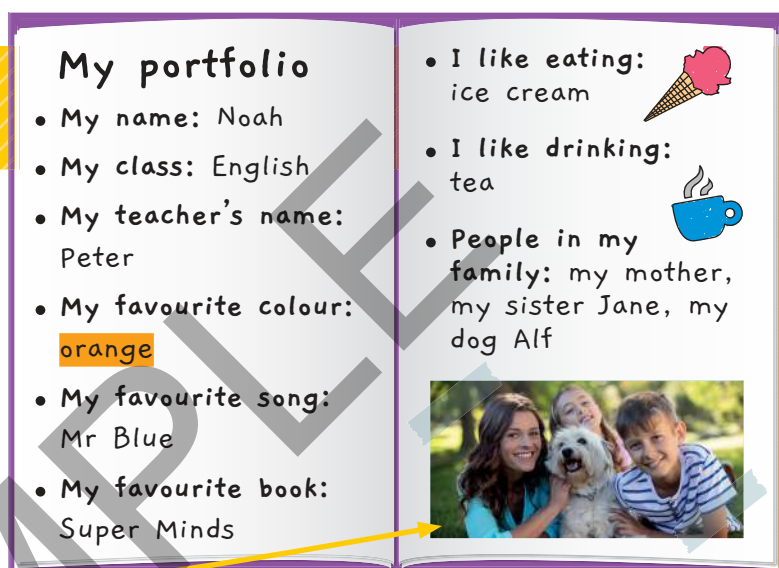 My portfolio
• My name: Noah
• My class: English
• My teacher's name:
Peter
• My favourite colour:
orange
• My favourite song:
Mr Blue
• My favourite book:
Super Minds
• I like eating:
ice cream
• I like drinking:
tea
• People in my
family: my mother,
my sister Jane, my
dog Alf
MPLE